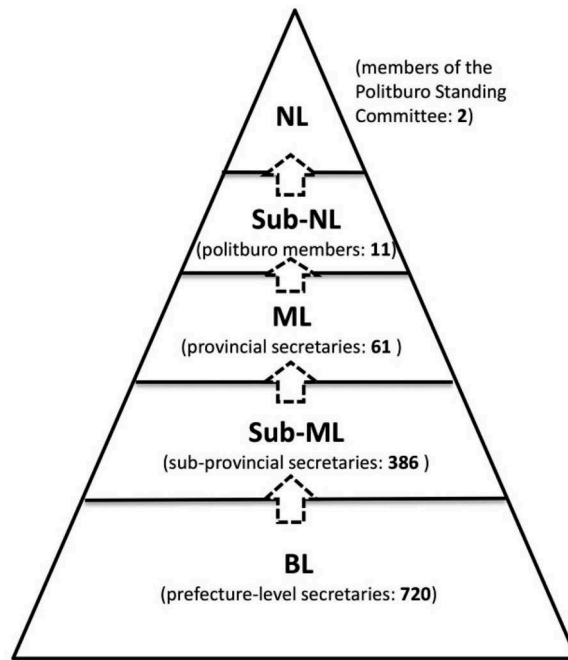 (members of the
Politburo Standing
Committee: 2)
NL
Sub-NL
(politburo members: 11)
ML
(provincial secretaries: 61 )
Sub-ML
(sub-provincial secretaries: 386 )
BL
(prefecture-level secretaries: 720)